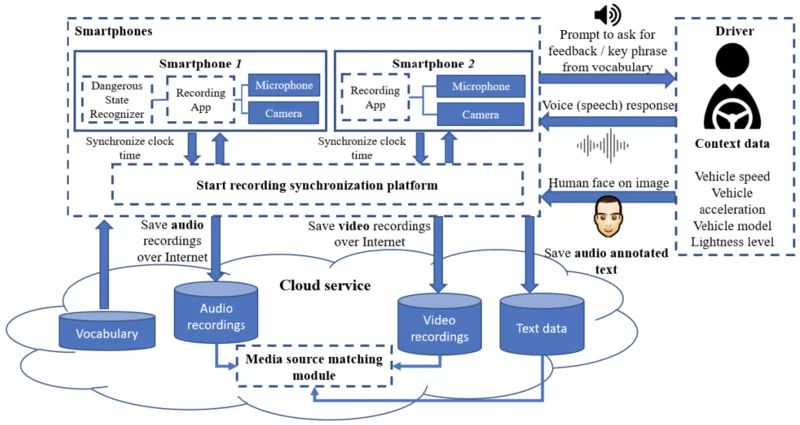 Smartphones
Smartphone 1
Dangerous
State
Recognizer
Recording
App
Microphone
Camera
Smartphone 2
Recording
App
Microphone
Camera
Synchronize clock
time
Synchronize clock
time
Start recording synchronization platform
Prompt to ask for
feedback / key phrase
from vocabulary
Voice (speech) response
Human face on image
Driver
Context data
Vehicle speed
Vehicle
acceleration
Vehicle model
Lightness level
Save audio
recordings
over Internet
Save video recordings
over Internet
Save audio annotated
text
Cloud service
Vocabulary
Audio
recordings
Video
recordings
Text data
Media source matching
module